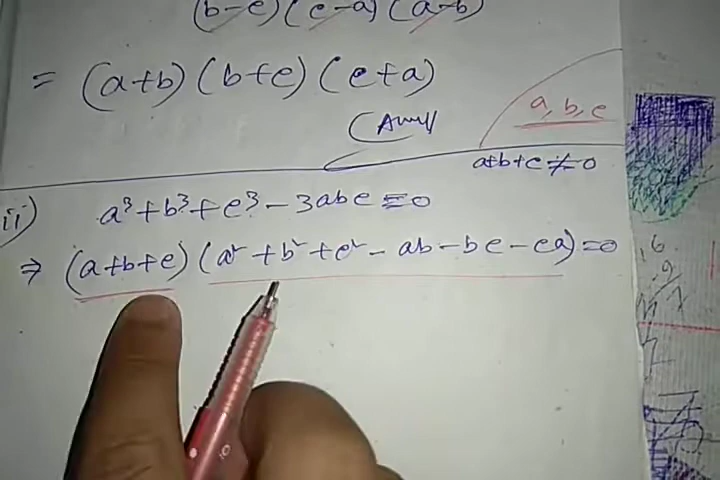 (b-c)(c-a)(a-b)
= (a+b)(b+c)(c+a)
(Ans)
a, b, c
a+b+c ≠ 0
ii) a³+b³+c³-3abc=0
⇒ (a+b+c)(a²+b²+c²-ab-bc-ca)=0